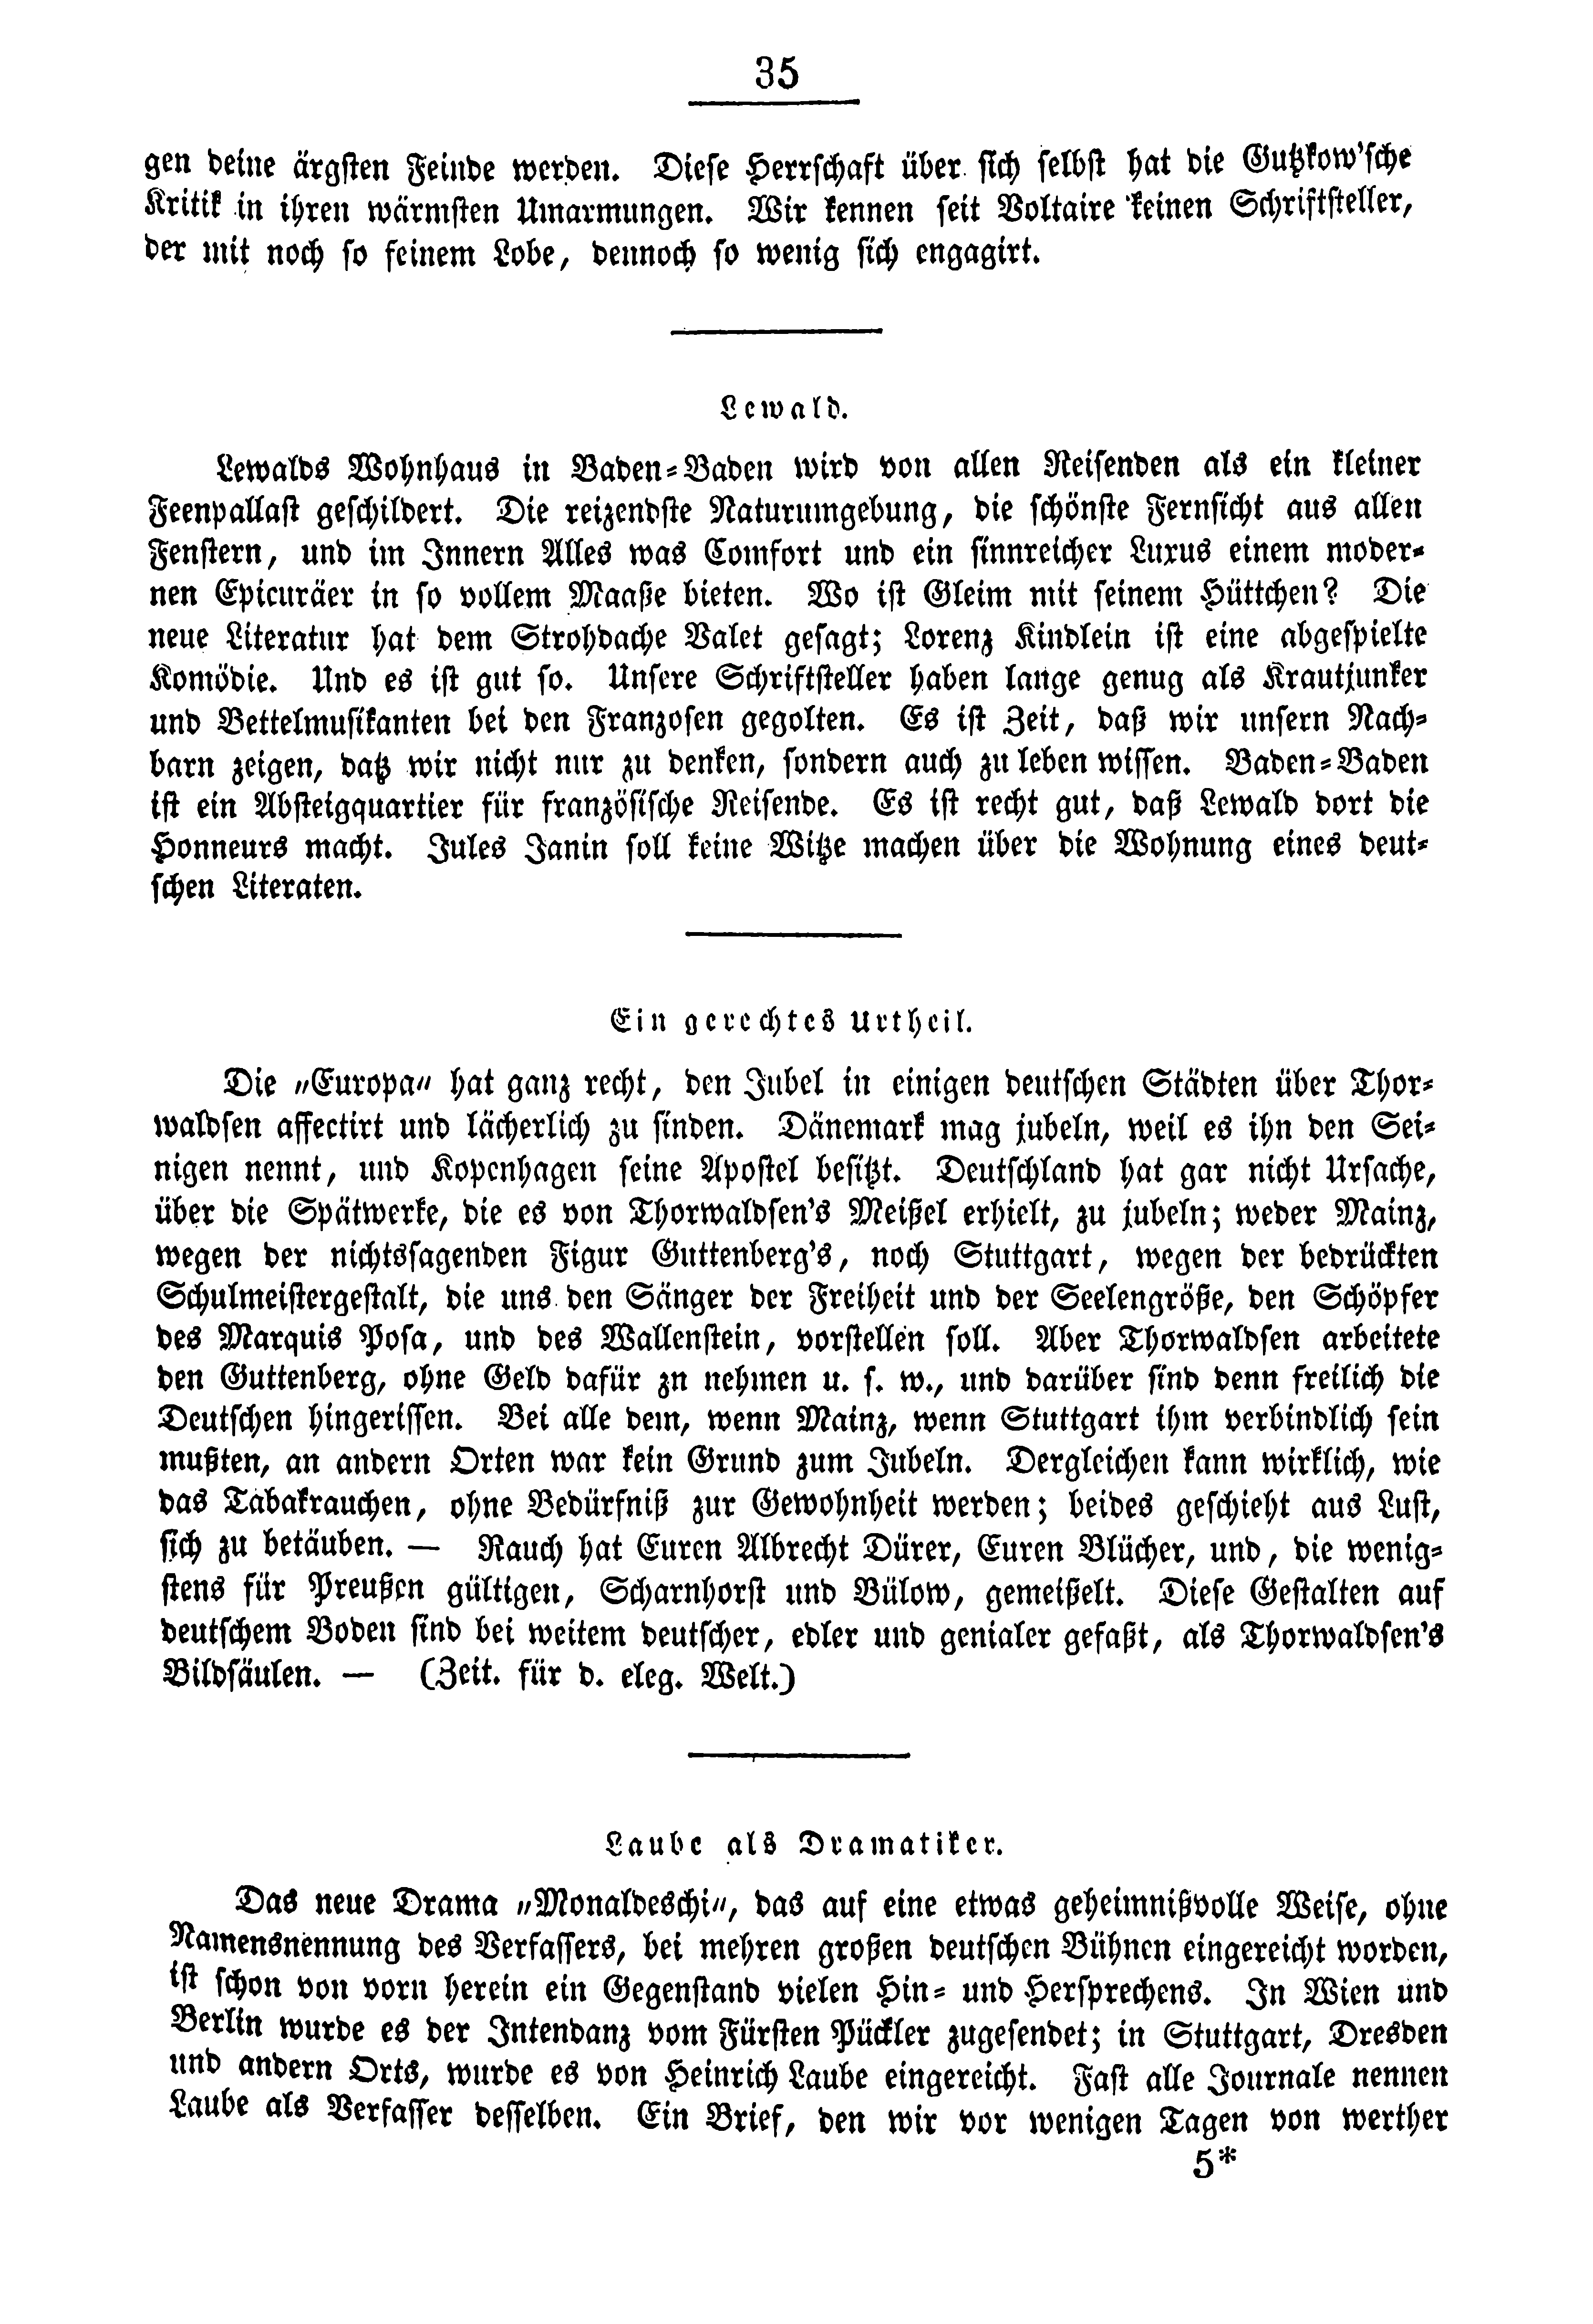 35
gen deine ärgsten Feinde werden. Diese Herrschaft über sich selbst hat die Gutzkow'sche
Kritik in ihren wärmsten Umarmungen. Wir kennen seit Voltaire keinen Schriftsteller,
der mit noch so feinem Lobe, dennoch so wenig sich engagirt.
Lewald.
Lewalds Wohnhaus in Baden-Baden wird von allen Reisenden als ein kleiner
Feenpallast geschildert. Die reizendste Naturumgebung, die schönste Fernsicht aus allen
Fenstern, und im Innern Alles was Comfort und ein sinnreicher Luxus einem moder-
nen Epicuräer in so vollem Maaße bieten. Wo ist Gleim mit seinem Hüttchen? Die
neue Literatur hat dem Strohdache Valet gesagt; Lorenz Kindlein ist eine abgespielte
Komödie. Und es ist gut so. Unsere Schriftsteller haben lange genug als Krautjunker
und Bettelmusikanten bei den Franzosen gegolten. Es ist Zeit, daß wir unsern Nach-
barn zeigen, datz wir nicht nur zu denken, sondern auch zu leben wissen. Baden-Baden
ist ein Absteigquartier für französische Reisende. Es ist recht gut, daß Lewald dort die
Honneurs macht. Jules Janin soll keine Witze machen über die Wohnung eines deut-
schen Literaten.
Ein gerechtes Urtheil.
Die „Europa“ hat ganz recht, den Jubel in einigen deutschen Städten über Thor-
waldsen affectirt und lächerlich zu finden. Dänemark mag jubeln, weil es ihn den Sei-
nigen nennt, und Kopenhagen seine Apostel besitzt. Deutschland hat gar nicht Ursache,
über die Spätwerke, die es von Thorwaldsen's Meißel erhielt, zu jubeln; weder Mainz,
wegen der nichtssagenden Figur Guttenberg's, noch Stuttgart, wegen der bedrückten
Schulmeistergestalt, die uns den Sänger der Freiheit und der Seelengröße, den Schöpfer
des Marquis Posa, und des Wallenstein, vorstellen soll. Aber Thorwaldsen arbeitete
den Guttenberg, ohne Geld dafür zn nehmen u. s. w., und darüber sind denn freilich die
Deutschen hingerissen. Bei alle dem, wenn Mainz, wenn Stuttgart ihm verbindlich sein
mußten, an andern Orten war kein Grund zum Jubeln. Dergleichen kann wirklich, wie
das Tabakrauchen, ohne Bedürfniß zur Gewohnheit werden; beides geschieht aus Lust,
sich zu betäuben. — Rauch hat Euren Albrecht Dürer, Euren Blücher, und, die wenig-
stens für Preußen gültigen, Scharnhorst und Bülow, gemeißelt. Diese Gestalten auf
deutschem Boden sind bei weitem deutscher, edler und genialer gefaßt, als Thorwaldsen's
Bildsäulen. — (Zeit. für d. eleg. Welt.)
Laube als Dramatiker.
Das neue Drama „Monaldeschi“, das auf eine etwas geheimnißvolle Weise, ohne
Namensnennung des Verfassers, bei mehren großen deutschen Bühnen eingereicht worden,
ist schon von vorn herein ein Gegenstand vielen Hin- und Hersprechens. In Wien und
Berlin wurde es der Intendanz vom Fürsten Pückler zugesendet; in Stuttgart, Dresden
und andern Orts, wurde es von Heinrich Laube eingereicht. Fast alle Journale nennen
Laube als Verfasser desselben. Ein Brief, den wir vor wenigen Tagen von werther
5*